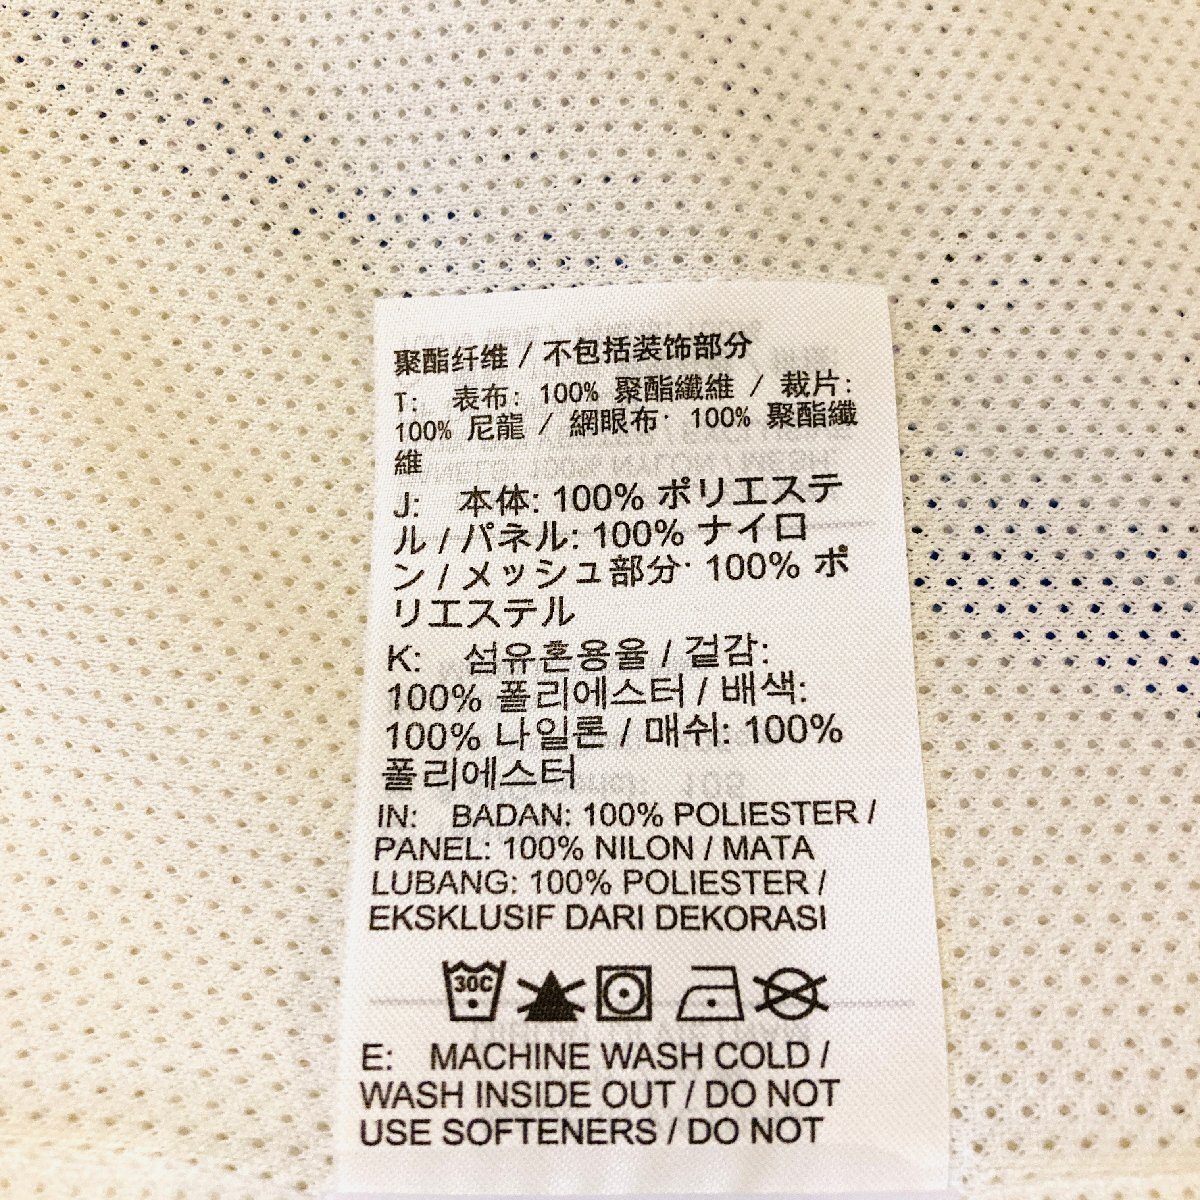 聚酯纤维 / 不包括装饰部分
T: 表布: 100% 聚酯纖維 / 裁片:
100% 尼龍 / 網眼布: 100% 聚酯纖
維
J: 本体: 100% ポリエステ
ル / パネル: 100% ナイロ
ン / メッシュ部分: 100% ポ
リエステル
K: 섬유혼용율 / 겉감:
100% 폴리에스터 / 배색:
100% 나일론 / 매쉬: 100%
폴리에스터
IN: BADAN: 100% POLIESTER /
PANEL: 100% NILON / MATA
LUBANG: 100% POLIESTER /
EKSKLUSIF DARI DEKORASI
30C
E: MACHINE WASH COLD /
WASH INSIDE OUT / DO NOT
USE SOFTENERS / DO NOT